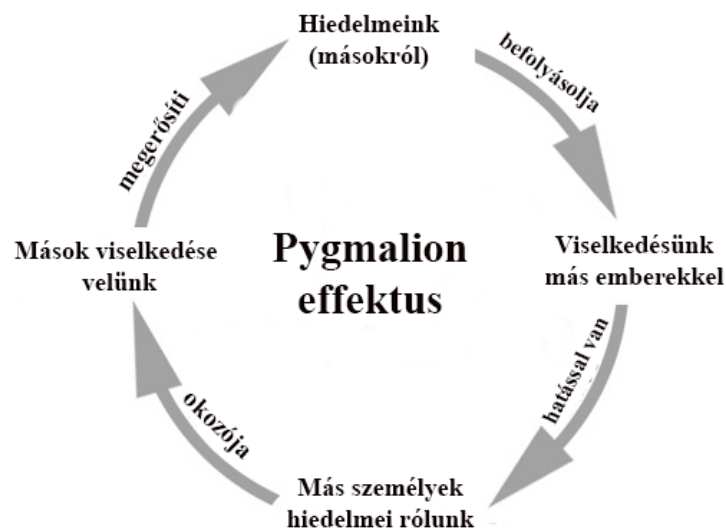 Hiedelmeink
(másokról)
befolyásolja
Viselkedésünk
más emberekkel
hatással van
Más személyek
hiedelmei rólunk
okozója
Mások viselkedése
velünk
megerősíti
Pygmalion
effektus